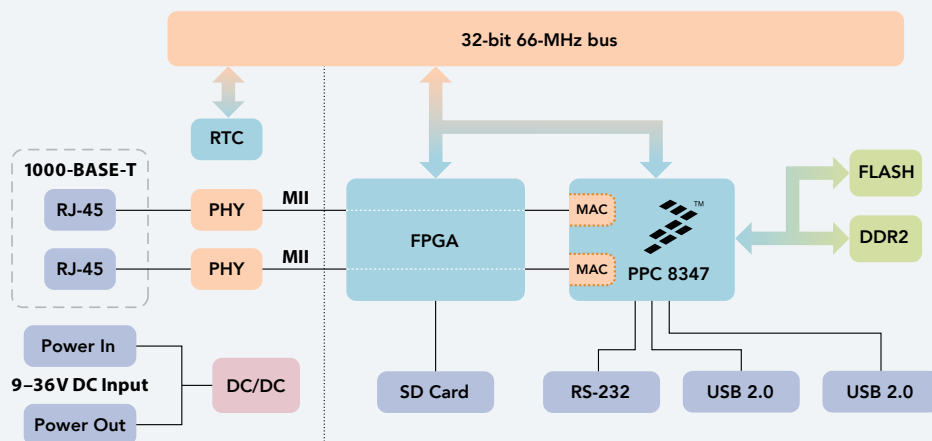 32-bit 66-MHz bus
RTC
1000-BASE-T
RJ-45
PHY
MII
RJ-45
PHY
MII
FPGA
MAC
MAC
TM
PPC 8347
FLASH
DDR2
Power In
9–36V DC Input
Power Out
DC/DC
SD Card
RS-232
USB 2.0
USB 2.0